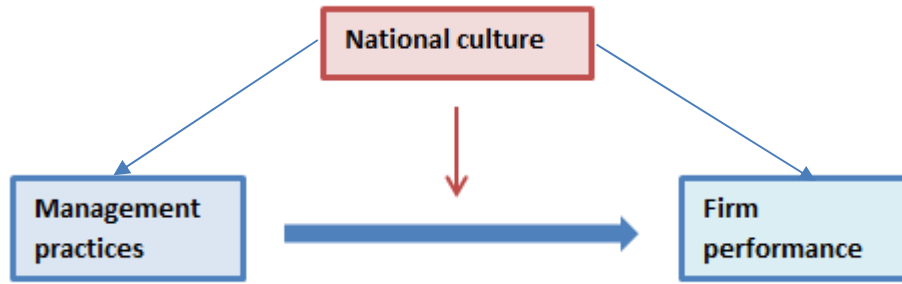 National culture
Management
practices
Firm
performance